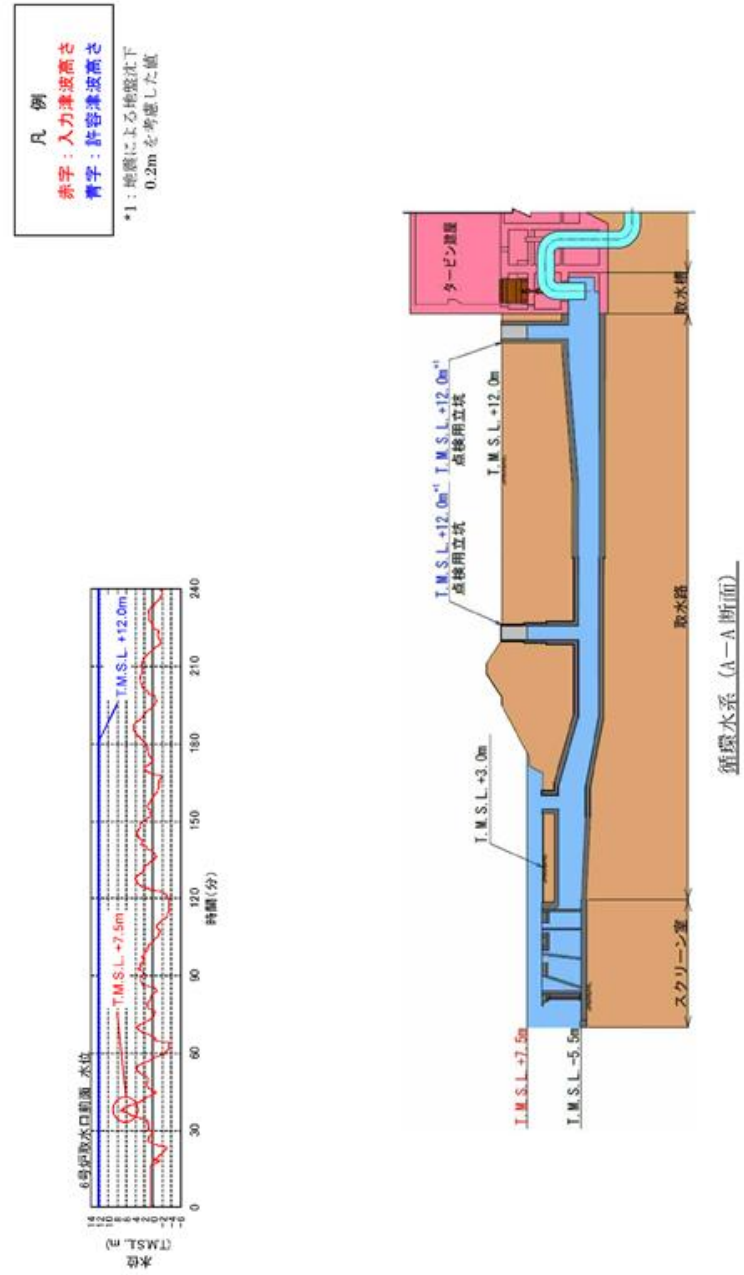 凡 例
赤字：入力津波高さ
青字：許容津波高さ
*1：地震による地盤沈下
0.2m を考慮した値
6号炉取水口前面 水位
水位
(T.M.S.L. m)
14
12
10
8
6
4
2
0
-2
-4
-6
T.M.S.L. +7.5m
T.M.S.L. +12.0m
0
30
60
90
120
150
180
210
240
時間(分)
T.M.S.L. +12.0m*1
点検用立坑
T.M.S.L. +12.0m*1
点検用立坑
T.M.S.L. +12.0m
タービン建屋
T.M.S.L. +3.0m
T.M.S.L. +7.5m
T.M.S.L. -5.5m
スクリーン室
取水路
取水槽
循環水系（A－A 断面）